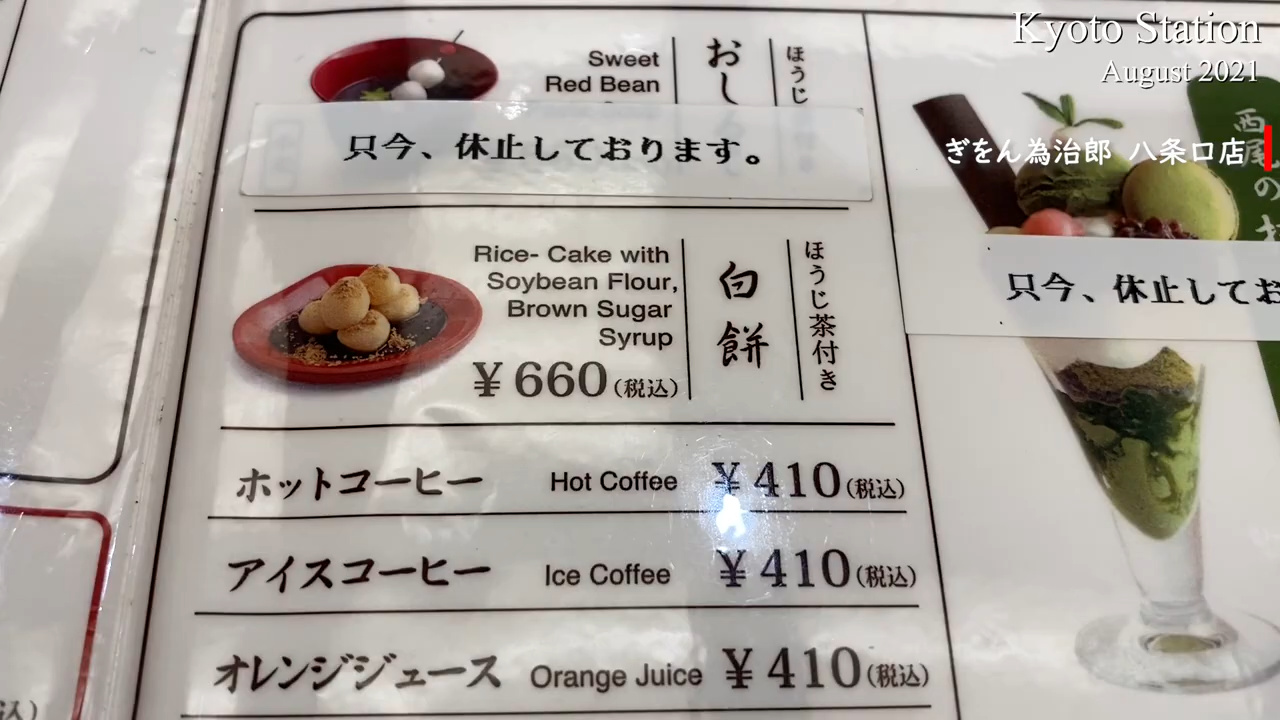 Kyoto Station
August 2021
ぎをん為治郎 八条口店
Sweet
Red Bean
おし
ほうじ
只今、休止しております。
Rice- Cake with
Soybean Flour,
Brown Sugar
Syrup
¥660(税込)
白餅
ほうじ茶付き
ホットコーヒー Hot Coffee ¥410(税込)
アイスコーヒー Ice Coffee ¥410(税込)
オレンジジュース Orange Juice ¥410(税込)
西尾のお
只今、休止してお
込)